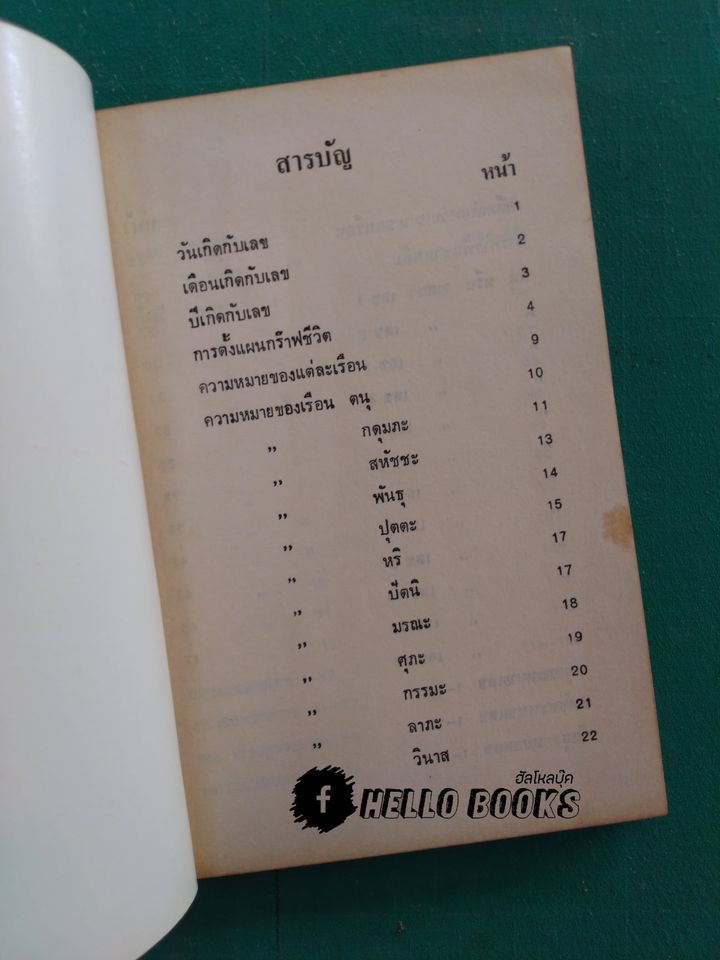 สารบัญ
หน้า
วันเกิดกับเลข 1
เดือนเกิดกับเลข 2
ปีเกิดกับเลข 3
การตั้งแผนกร๊าฟชีวิต 4
ความหมายของแต่ละเรือน 9
ความหมายของเรือน ตนุ 10
" กดุมภะ 11
" สหัชชะ 13
" พันธุ 14
" ปุตตะ 15
" หริ 17
" ปัตนิ 17
" มรณะ 18
" ศุภะ 19
" กรรมะ 20
" ลาภะ 21
" วินาส 22
ฮัลโหลบุ๊ค
f HELLO BOOKS